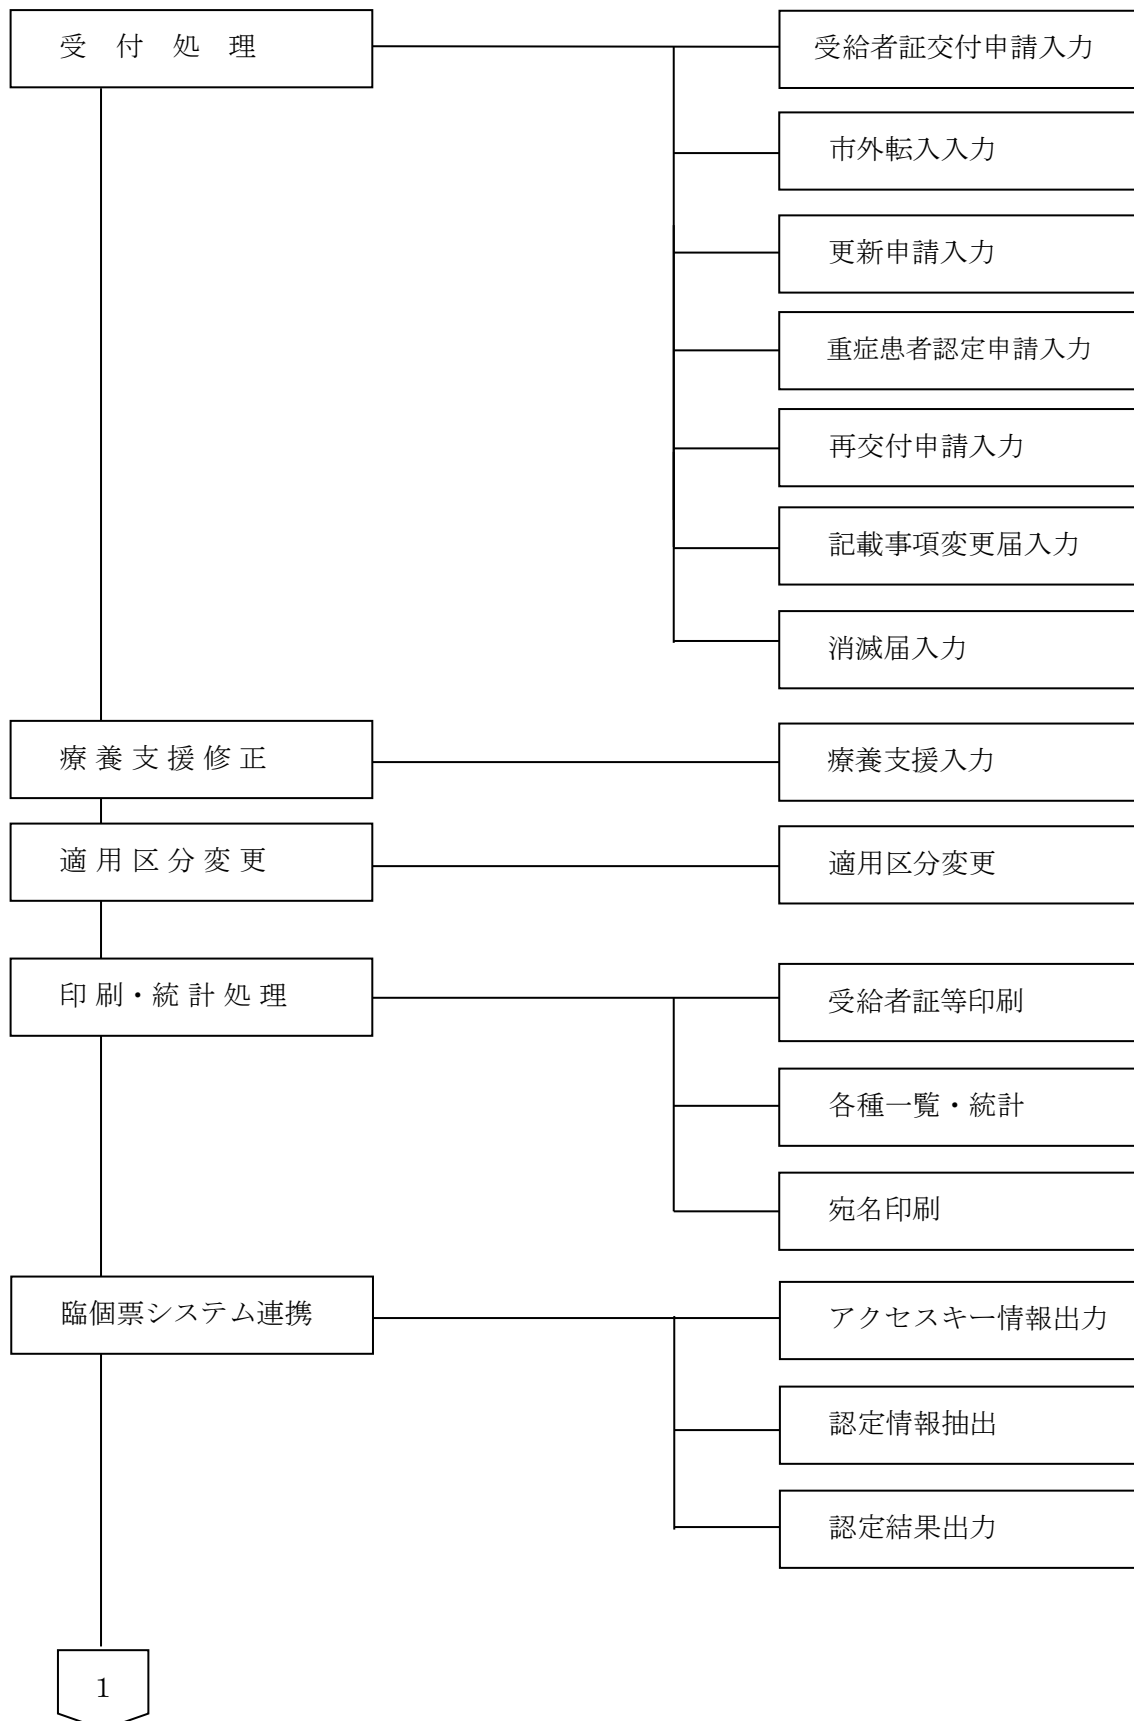 受 付 処 理
受給者証交付申請入力
市外転入入力
更新申請入力
重症患者認定申請入力
再交付申請入力
記載事項変更届入力
消滅届入力
療 養 支 援 修 正
療養支援入力
適 用 区 分 変 更
適用区分変更
印 刷・統 計 処 理
受給者証等印刷
各種一覧・統計
宛名印刷
臨個票システム連携
アクセスキー情報出力
認定情報抽出
認定結果出力
1